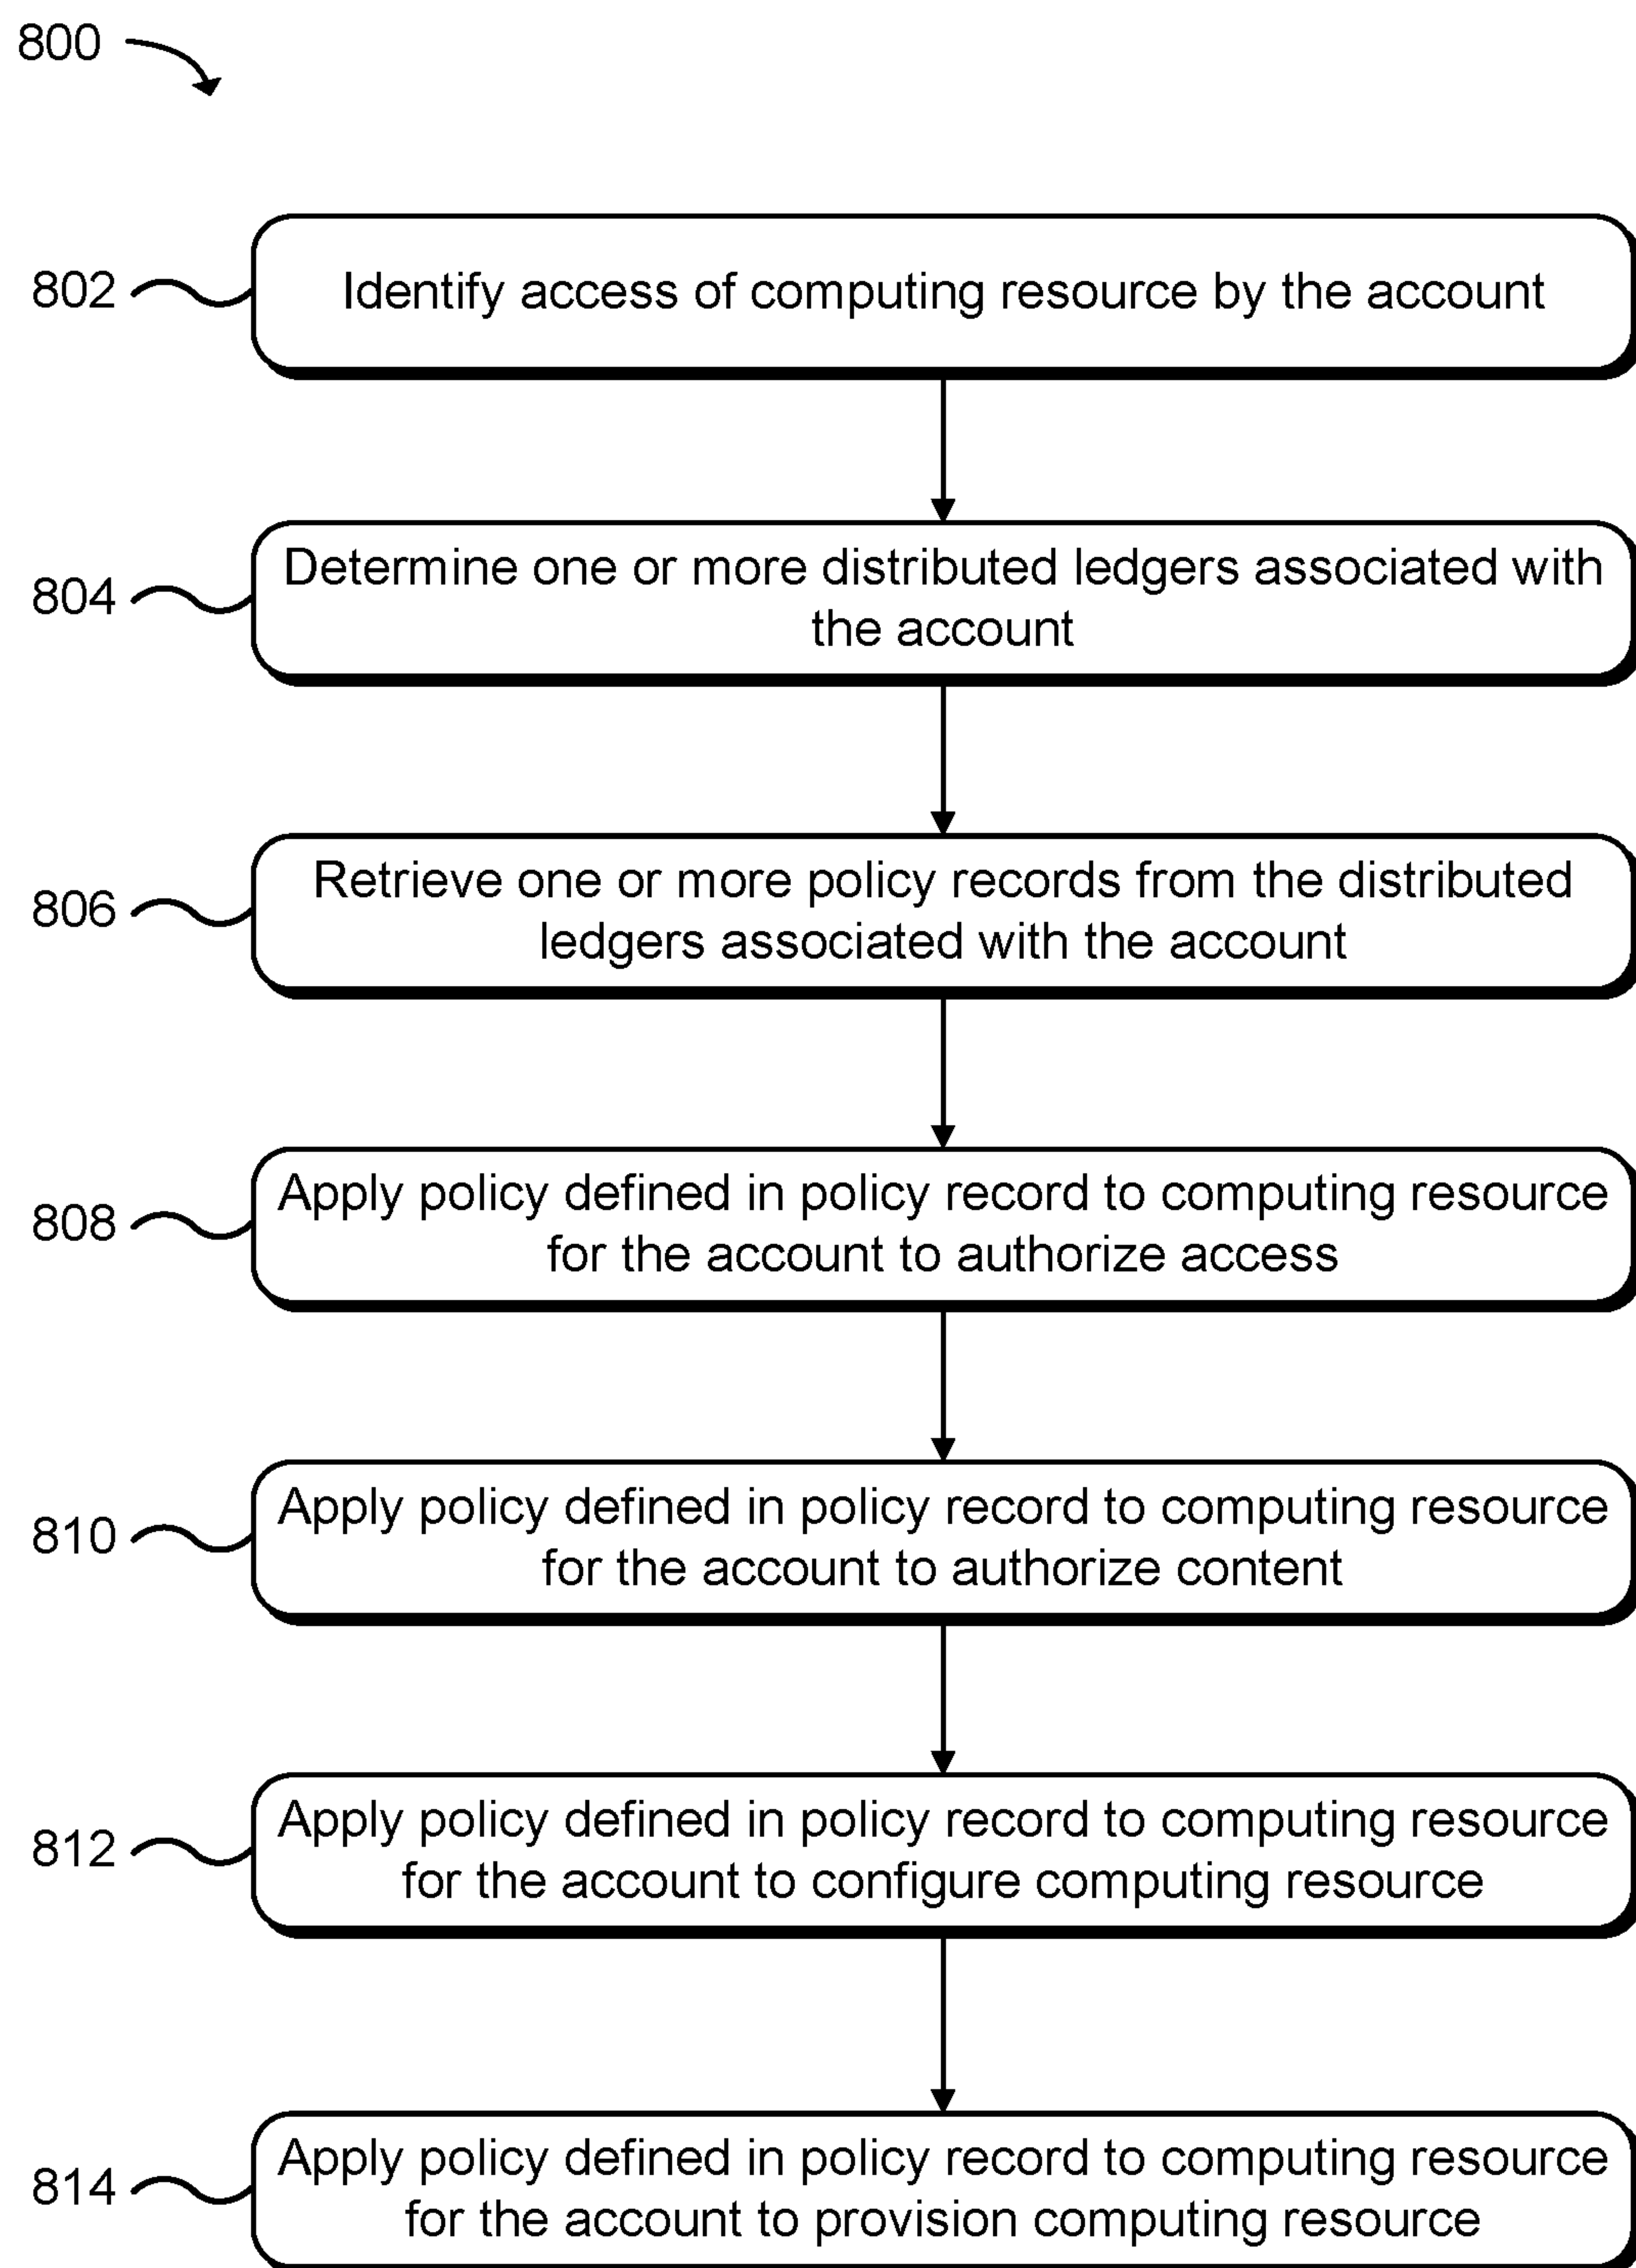 800
802
Identify access of computing resource by the account
804
Determine one or more distributed ledgers associated with
the account
806
Retrieve one or more policy records from the distributed
ledgers associated with the account
808
Apply policy defined in policy record to computing resource
for the account to authorize access
810
Apply policy defined in policy record to computing resource
for the account to authorize content
812
Apply policy defined in policy record to computing resource
for the account to configure computing resource
814
Apply policy defined in policy record to computing resource
for the account to provision computing resource